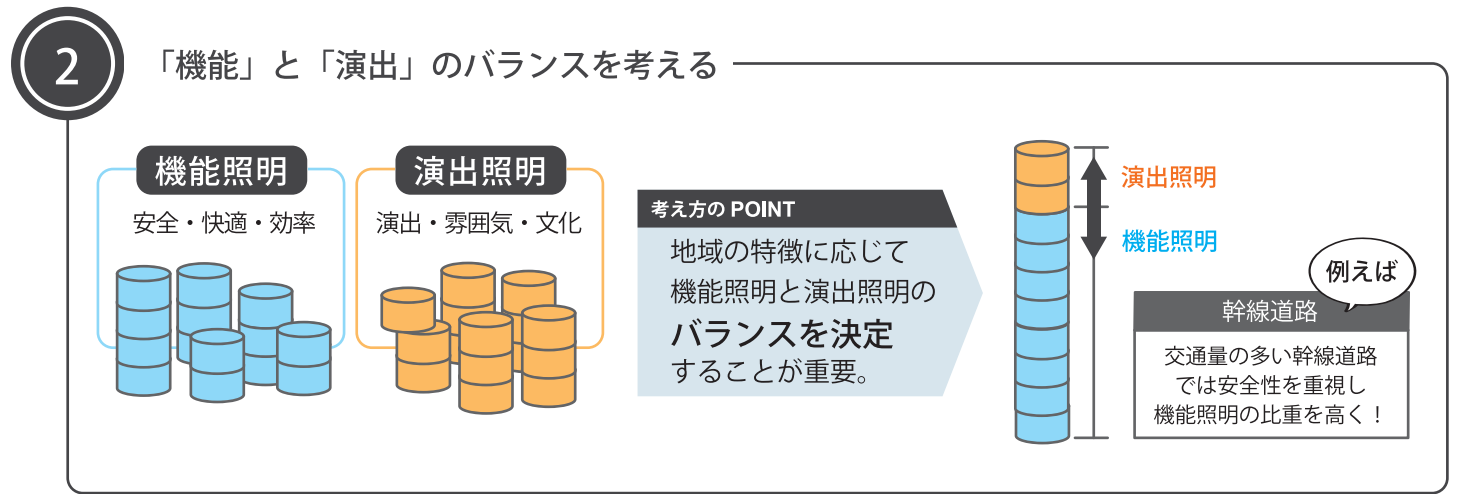 2
「機能」と「演出」のバランスを考える
機能照明
安全・快適・効率
演出照明
演出・雰囲気・文化
考え方の POINT
地域の特徴に応じて
機能照明と演出照明の
バランスを決定
することが重要。
演出照明
機能照明
例えば
幹線道路
交通量の多い幹線道路
では安全性を重視し
機能照明の比重を高く！